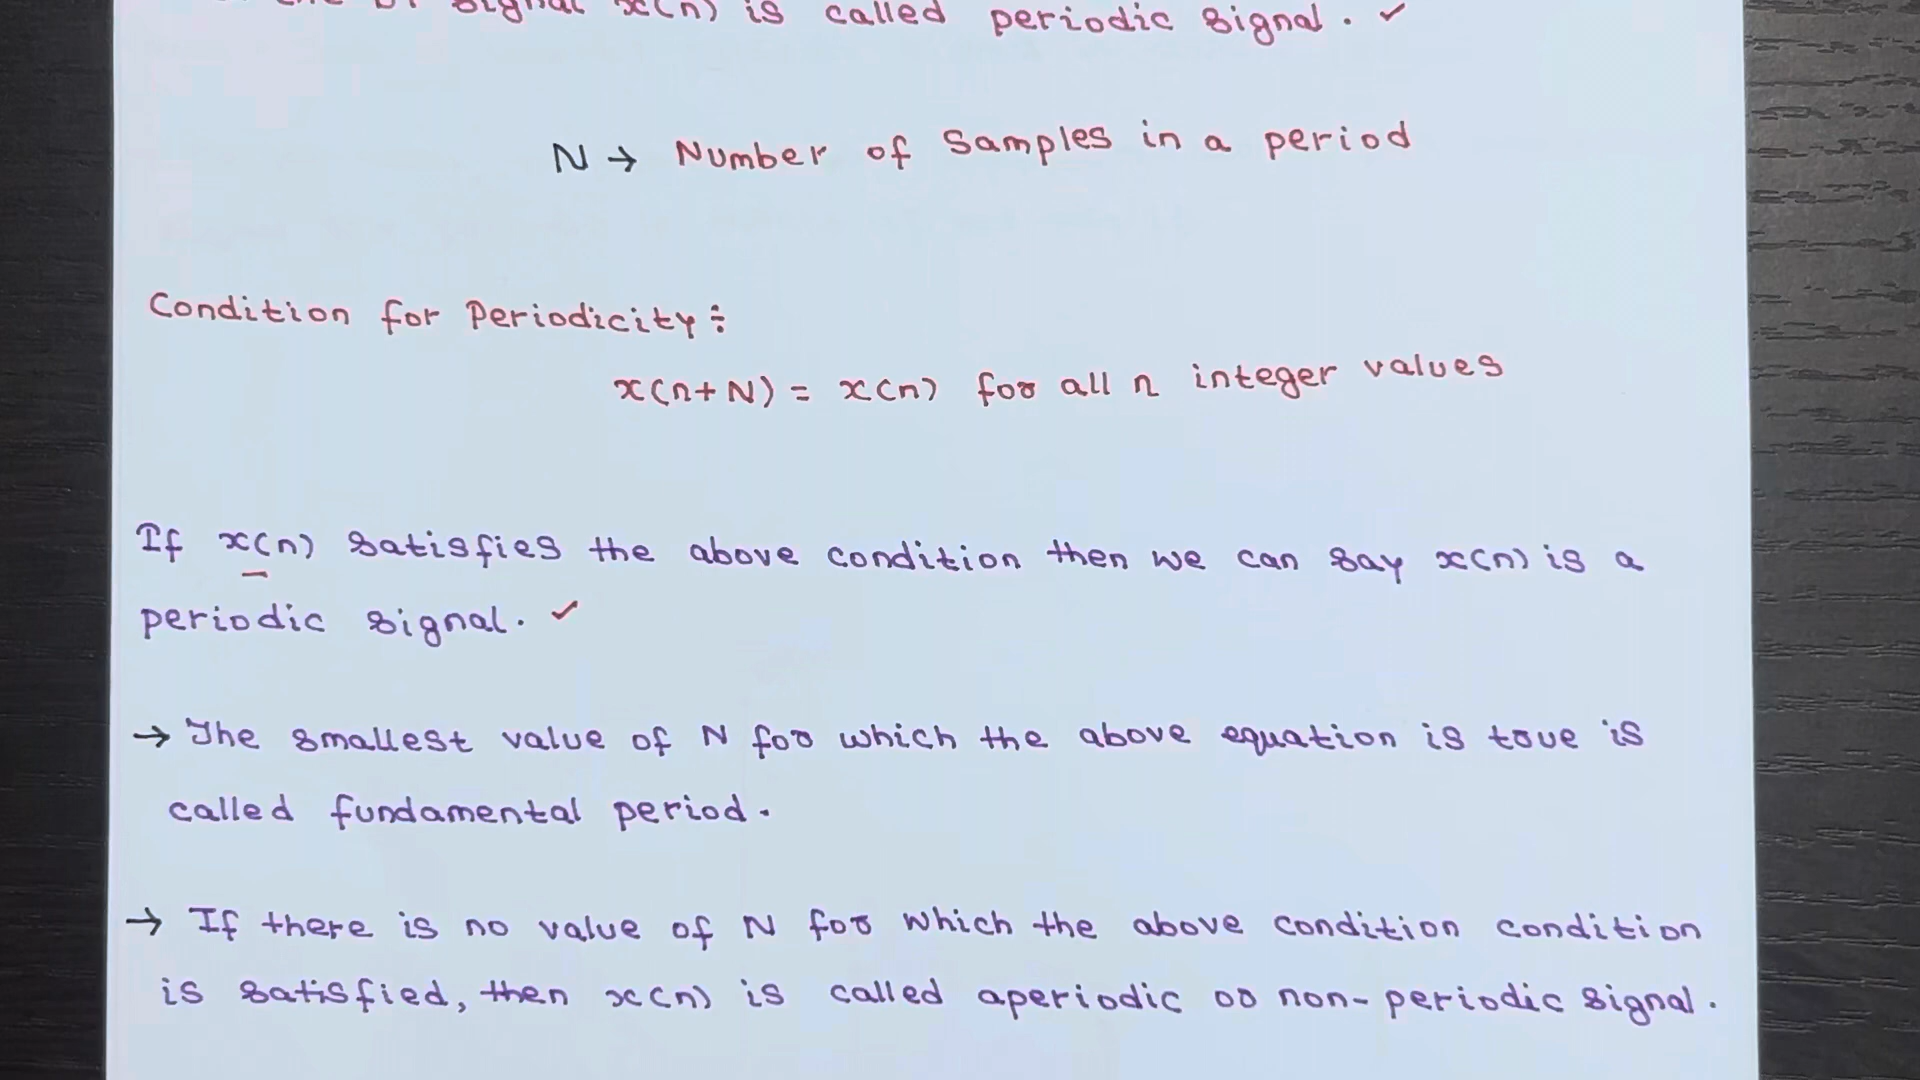 signal x(n) is called periodic signal. ✓
N → Number of Samples in a period
Condition for Periodicity:
x(n+N) = x(n) for all n integer values
If x(n) satisfies the above condition then we can say x(n) is a
periodic signal. ✓
→ The smallest value of N for which the above equation is true is
called fundamental period.
→ If there is no value of N for which the above condition condition
is satisfied, then x(n) is called aperiodic or non-periodic signal.